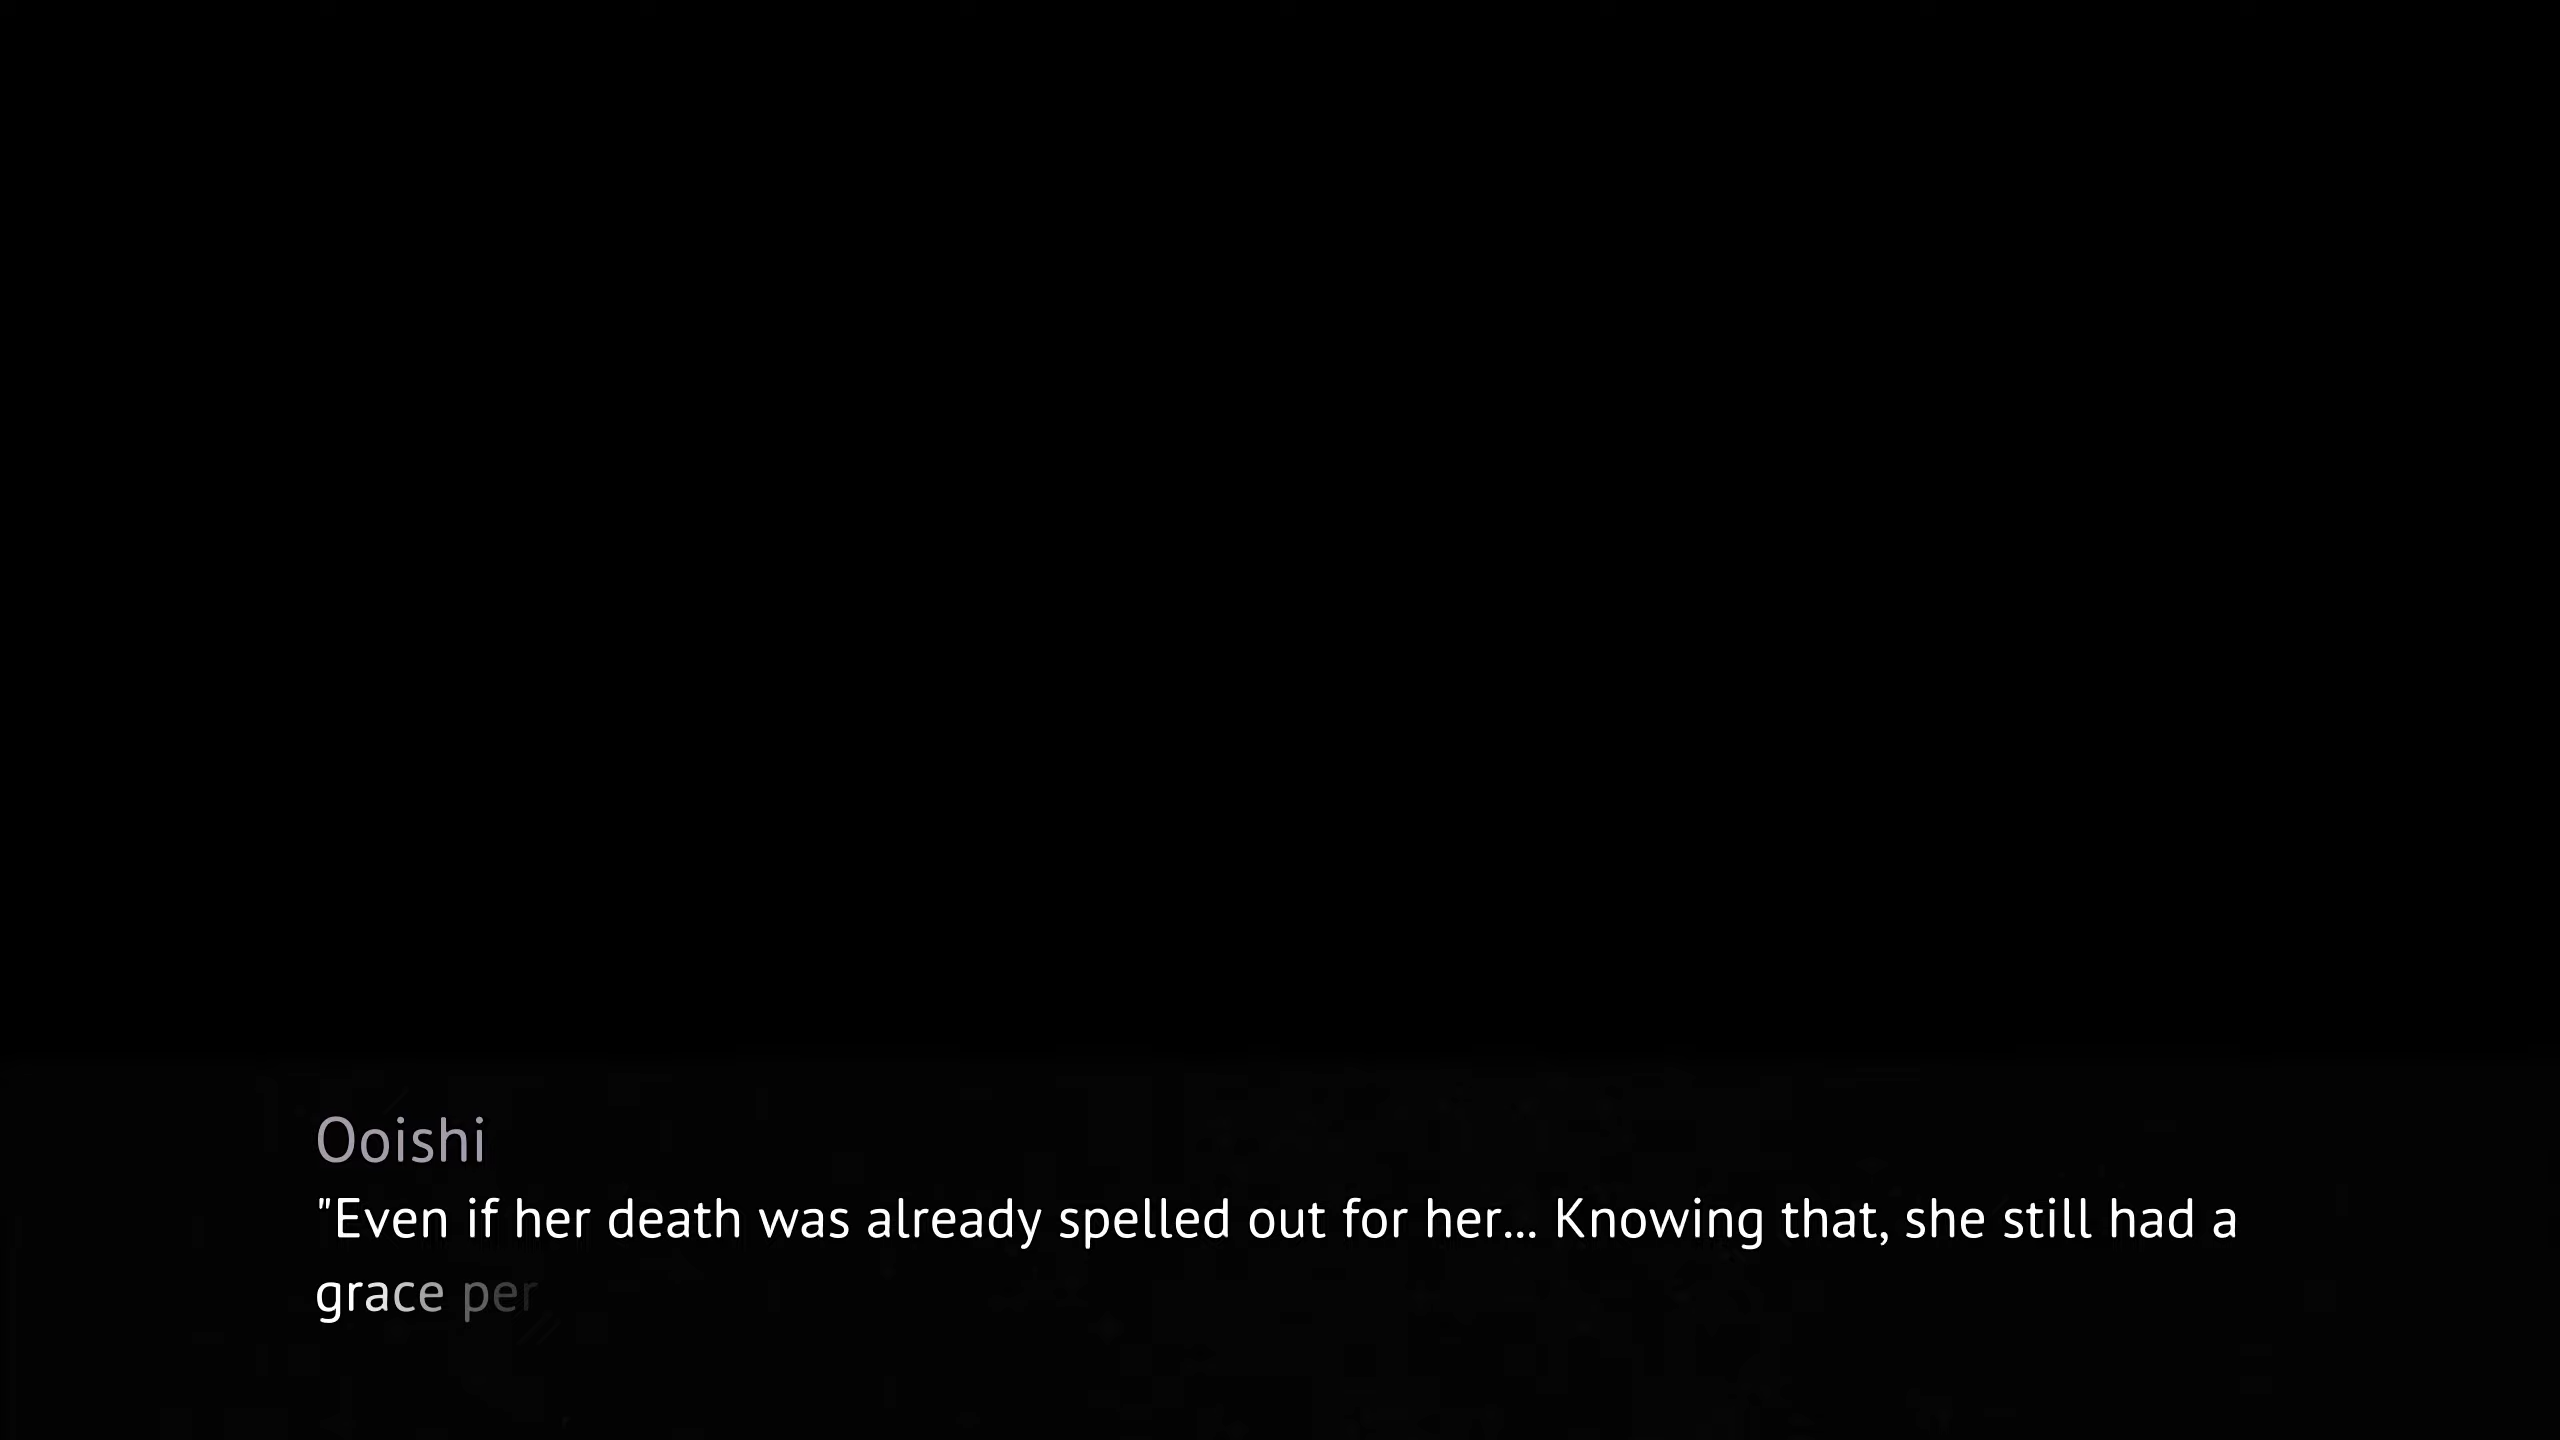 Ooishi
"Even if her death was already spelled out for her... Knowing that, she still had a
grace per